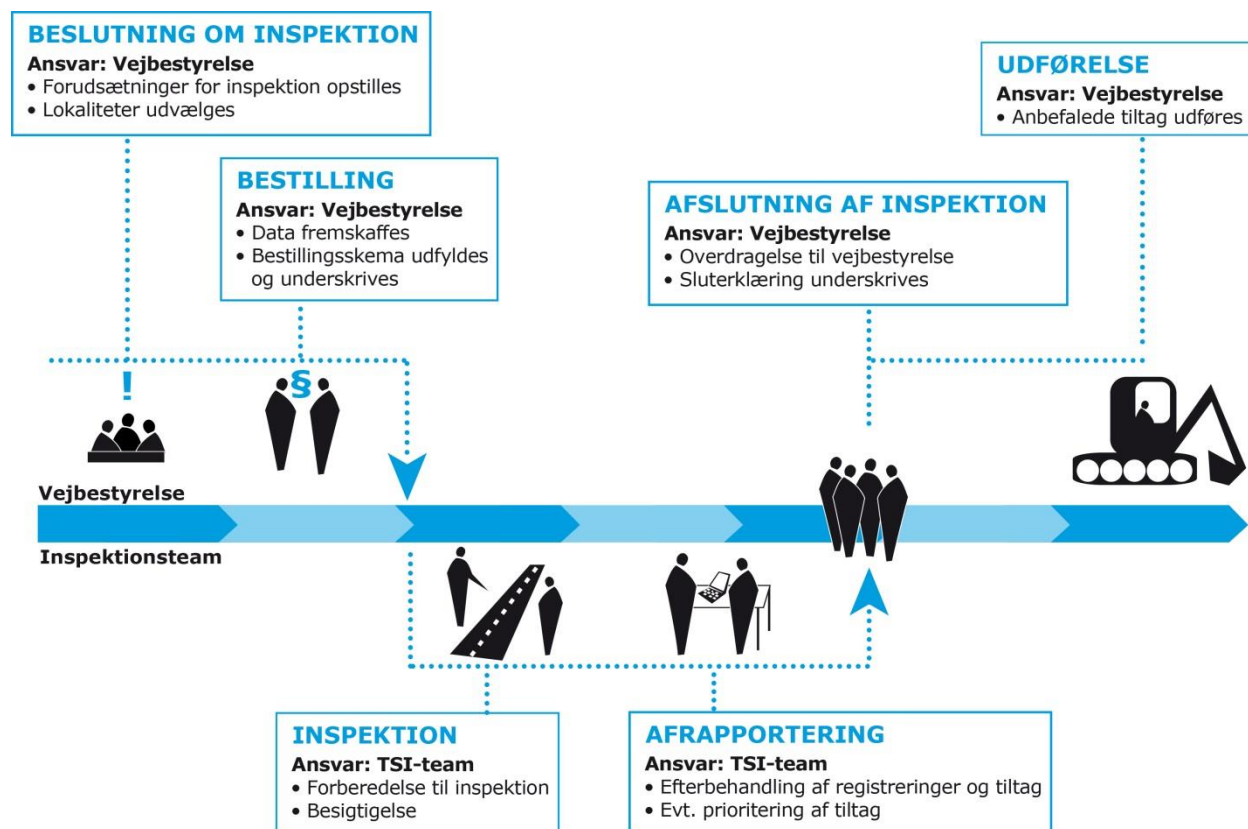 BESLUTNING OM INSPEKTION
Ansvar: Vejbestyrelse
• Forudsætninger for inspektion opstilles
• Lokaliteter udvælges
UDFØRELSE
Ansvar: Vejbestyrelse
• Anbefalede tiltag udføres
BESTILLING
Ansvar: Vejbestyrelse
• Data fremskaffes
• Bestillingsskema udfyldes
og underskrives
AFSLUTNING AF INSPEKTION
Ansvar: Vejbestyrelse
• Overdragelse til vejbestyrelse
• Sluterklæring underskrives
!
§
Vejbestyrelse
Inspektionsteam
INSPEKTION
Ansvar: TSI-team
• Forberedelse til inspektion
• Besigtigelse
AFRAPPORTERING
Ansvar: TSI-team
• Efterbehandling af registreringer og tiltag
• Evt. prioritering af tiltag